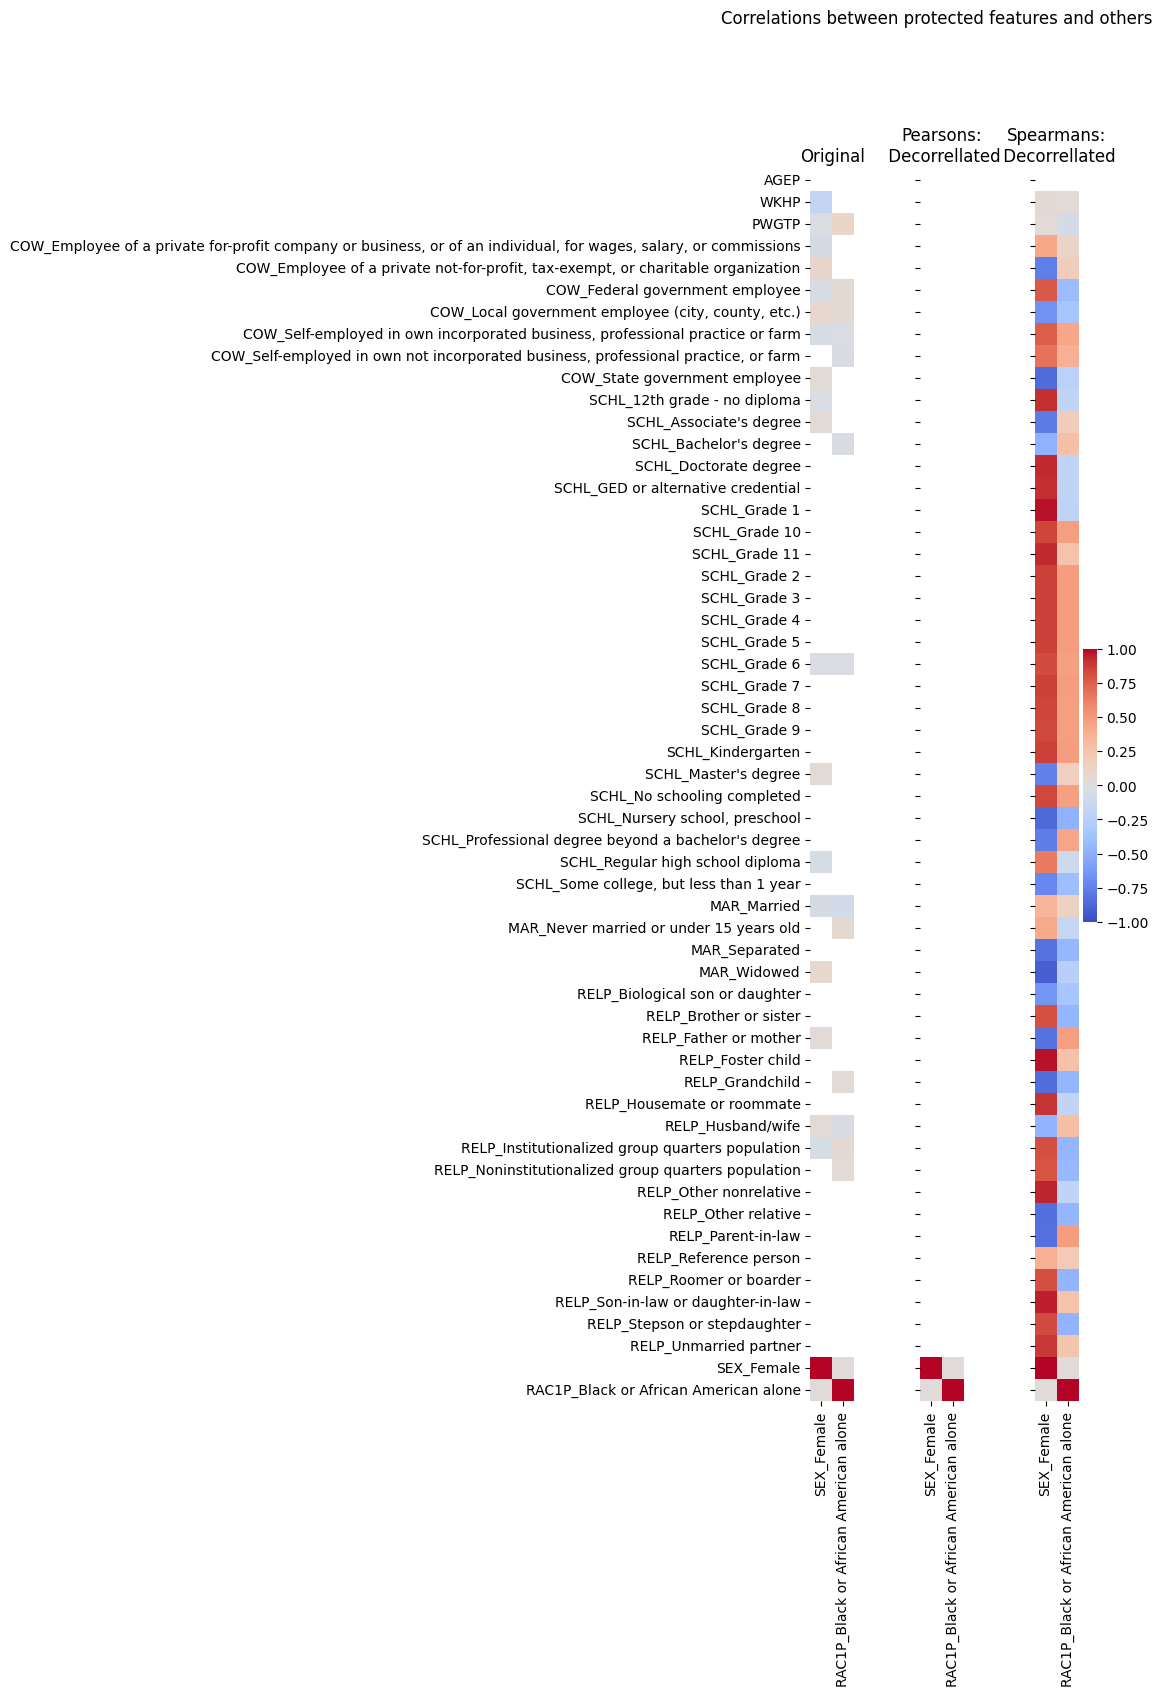 Correlations between protected features and others
Original
Pearsons:
Decorrellated
Spearmans:
Decorrellated
AGEP
WKHP
PWGTP
COW_Employee of a private for-profit company or business, or of an individual, for wages, salary, or commissions
COW_Employee of a private not-for-profit, tax-exempt, or charitable organization
COW_Federal government employee
COW_Local government employee (city, county, etc.)
COW_Self-employed in own incorporated business, professional practice or farm
COW_Self-employed in own not incorporated business, professional practice, or farm
COW_State government employee
SCHL_12th grade - no diploma
SCHL_Associate's degree
SCHL_Bachelor's degree
SCHL_Doctorate degree
SCHL_GED or alternative credential
SCHL_Grade 1
SCHL_Grade 10
SCHL_Grade 11
SCHL_Grade 2
SCHL_Grade 3
SCHL_Grade 4
SCHL_Grade 5
SCHL_Grade 6
SCHL_Grade 7
SCHL_Grade 8
SCHL_Grade 9
SCHL_Kindergarten
SCHL_Master's degree
SCHL_No schooling completed
SCHL_Nursery school, preschool
SCHL_Professional degree beyond a bachelor's degree
SCHL_Regular high school diploma
SCHL_Some college, but less than 1 year
MAR_Married
MAR_Never married or under 15 years old
MAR_Separated
MAR_Widowed
RELP_Biological son or daughter
RELP_Brother or sister
RELP_Father or mother
RELP_Foster child
RELP_Grandchild
RELP_Housemate or roommate
RELP_Husband/wife
RELP_Institutionalized group quarters population
RELP_Noninstitutionalized group quarters population
RELP_Other nonrelative
RELP_Other relative
RELP_Parent-in-law
RELP_Reference person
RELP_Roomer or boarder
RELP_Son-in-law or daughter-in-law
RELP_Stepson or stepdaughter
RELP_Unmarried partner
SEX_Female
RAC1P_Black or African American alone
SEX_Female
RAC1P_Black or African American alone
SEX_Female
RAC1P_Black or African American alone
SEX_Female
RAC1P_Black or African American alone
1.00
0.75
0.50
0.25
0.00
−0.25
−0.50
−0.75
−1.00